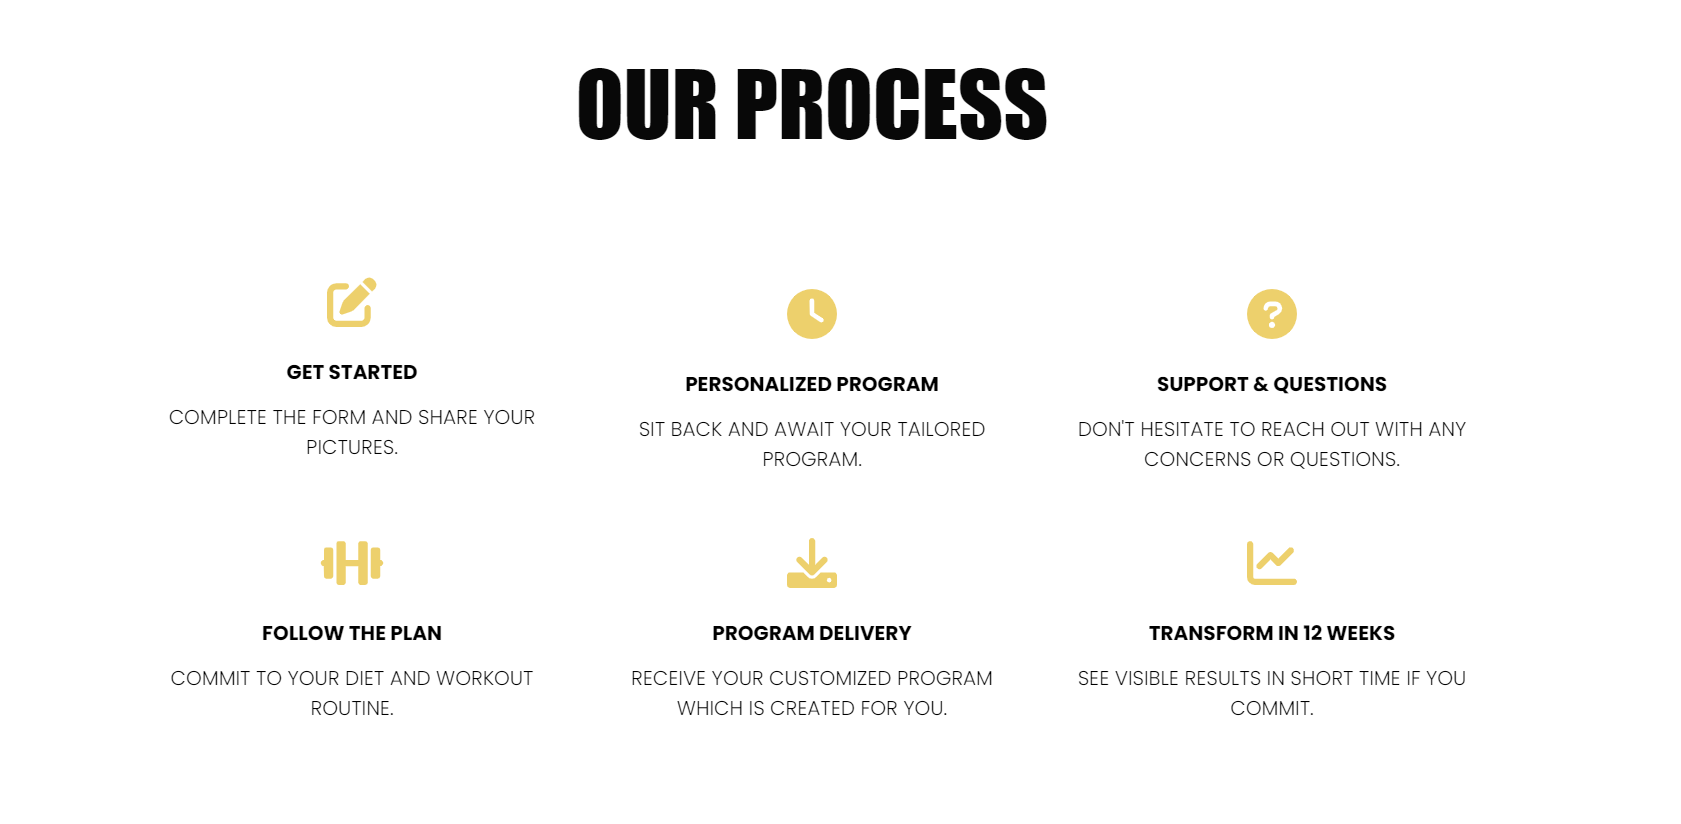 OUR PROCESS
GET STARTED
COMPLETE THE FORM AND SHARE YOUR
PICTURES.
PERSONALIZED PROGRAM
SIT BACK AND AWAIT YOUR TAILORED
PROGRAM.
SUPPORT & QUESTIONS
DON'T HESITATE TO REACH OUT WITH ANY
CONCERNS OR QUESTIONS.
FOLLOW THE PLAN
COMMIT TO YOUR DIET AND WORKOUT
ROUTINE.
PROGRAM DELIVERY
RECEIVE YOUR CUSTOMIZED PROGRAM
WHICH IS CREATED FOR YOU.
TRANSFORM IN 12 WEEKS
SEE VISIBLE RESULTS IN SHORT TIME IF YOU
COMMIT.